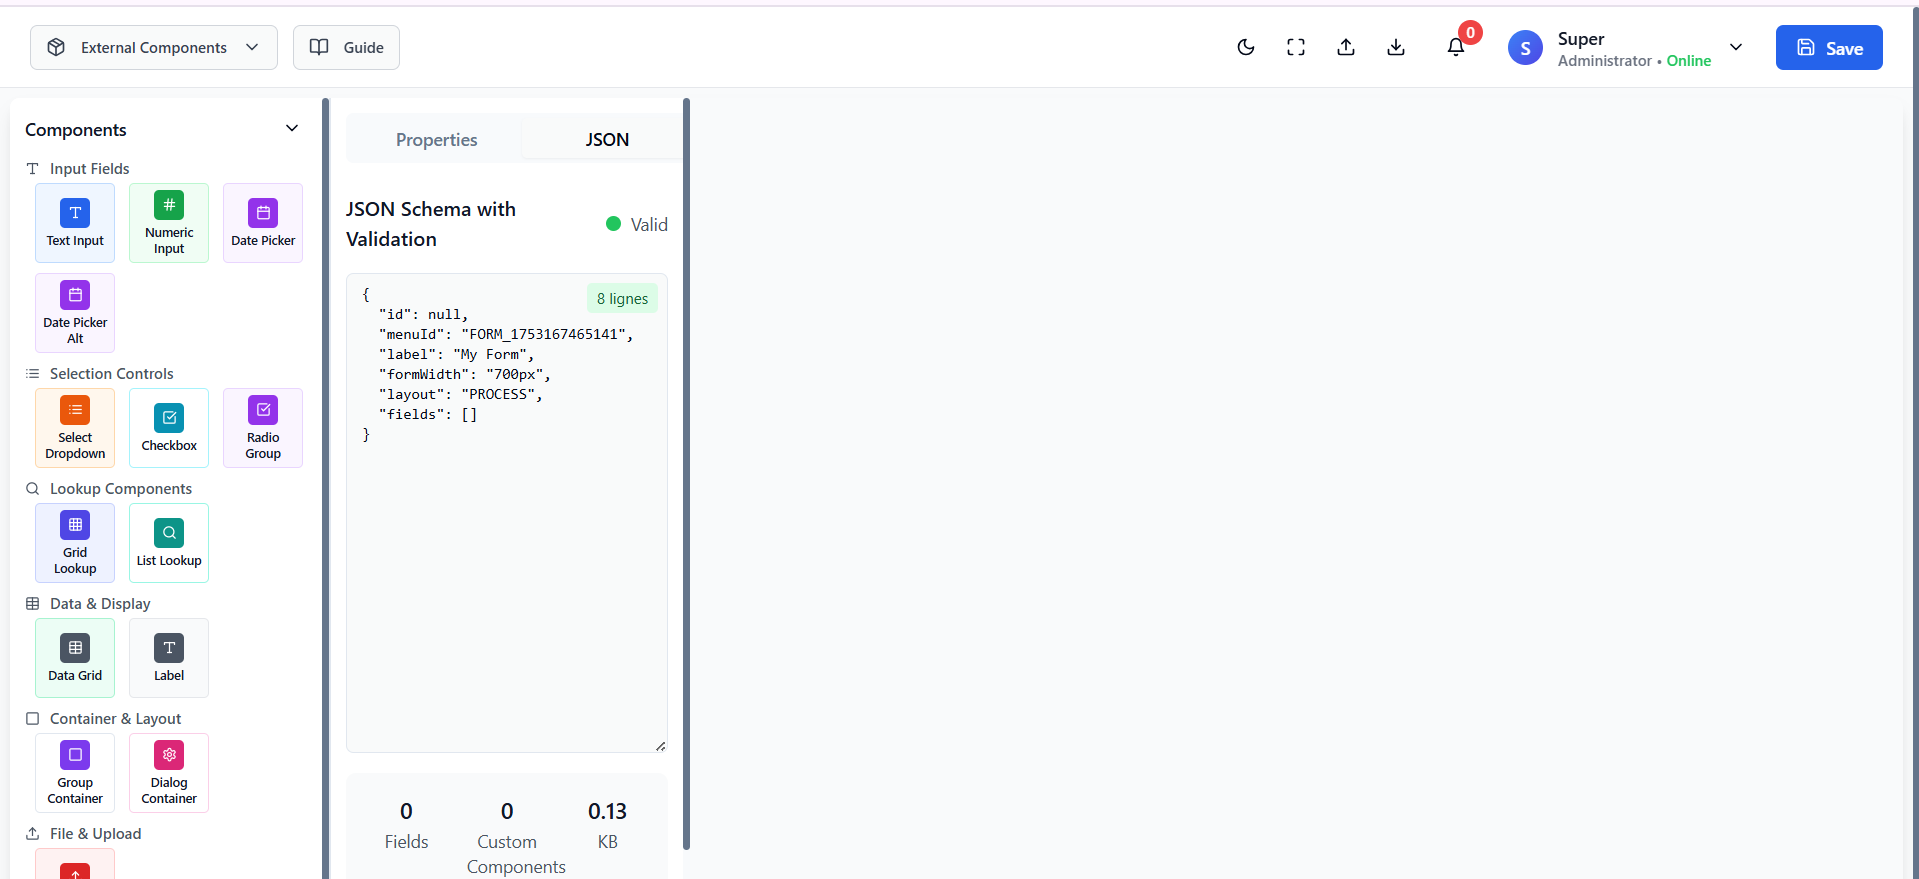 External Components
Guide
0
S
Super
Administrator • Online
Save
Components
Input Fields
Text Input
Numeric
Input
Date Picker
Date Picker
Alt
Selection Controls
Select
Dropdown
Checkbox
Radio
Group
Lookup Components
Grid
Lookup
List Lookup
Data & Display
Data Grid
Label
Container & Layout
Group
Container
Dialog
Container
File & Upload
Properties
JSON
JSON Schema with
Validation
Valid
8 lignes
{
"id": null,
"menuId": "FORM_1753167465141",
"label": "My Form",
"formWidth": "700px",
"layout": "PROCESS",
"fields": []
}
0
Fields
0
Custom
Components
0.13
KB